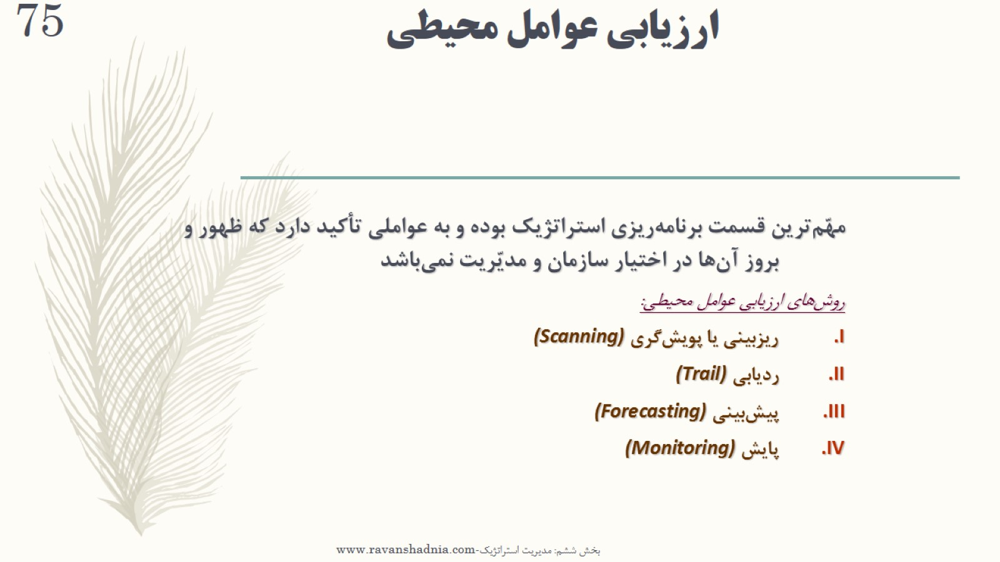 75
ارزیابی عوامل محیطی
مهّم‌ترین قسمت برنامه‌ریزی استراتژیک بوده و به عواملی تأکید دارد که ظهور و
بروز آن‌ها در اختیار سازمان و مدیّریت نمی‌باشد
روش‌های ارزیابی عوامل محیطی:
I. ریزبینی یا پویش‌گری (Scanning)
II. ردیابی (Trail)
III. پیش‌بینی (Forecasting)
IV. پایش (Monitoring)
بخش ششم: مدیریت استراتژیک-www.ravanshadnia.com